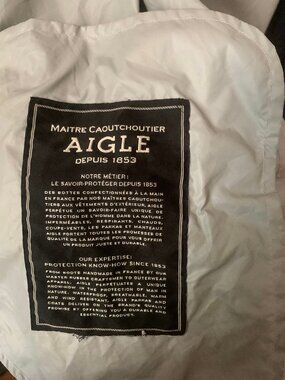 MAITRE CAOUTCHOUTIER
AIGLE
DEPUIS 1853
NOTRE MÉTIER:
LE SAVOIR-PROTÉGER DEPUIS 1853
DES BOTTES CONFECTIONNÉES À LA MAIN
EN FRANCE PAR NOS MAÎTRES CAOUTCHOU-
TIERS AUX VÊTEMENTS D'EXTÉRIEUR, AIGLE
PERPÉTUE UN SAVOIR-FAIRE UNIQUE DE
PROTECTION DE L'HOMME DANS LA NATURE.
IMPERMÉABLES, RESPIRANTS, CHAUDS,
COUPE-VENTS, LES PARKAS ET MANTEAUX
AIGLE PORTENT TOUTES LES PROMESSES DE
QUALITÉ DE LA MARQUE POUR VOUS OFFRIR
UN PRODUIT JUSTE ET DURABLE.
OUR EXPERTISE:
PROTECTION KNOW-HOW SINCE 1853
FROM BOOTS HANDMADE IN FRANCE BY OUR
MASTER RUBBER CRAFTSMEN TO OUTERWEAR
APPAREL, AIGLE PERPETUATES A UNIQUE
KNOW-HOW IN THE PROTECTION OF MAN IN
NATURE. WATERPROOF, BREATHABLE, WARM
AND WIND RESISTANT, AIGLE PARKAS AND
COATS DELIVER ON THE BRAND'S QUALITY
PROMISE BY OFFERING YOU A DURABLE AND
ESSENTIAL PRODUCT.